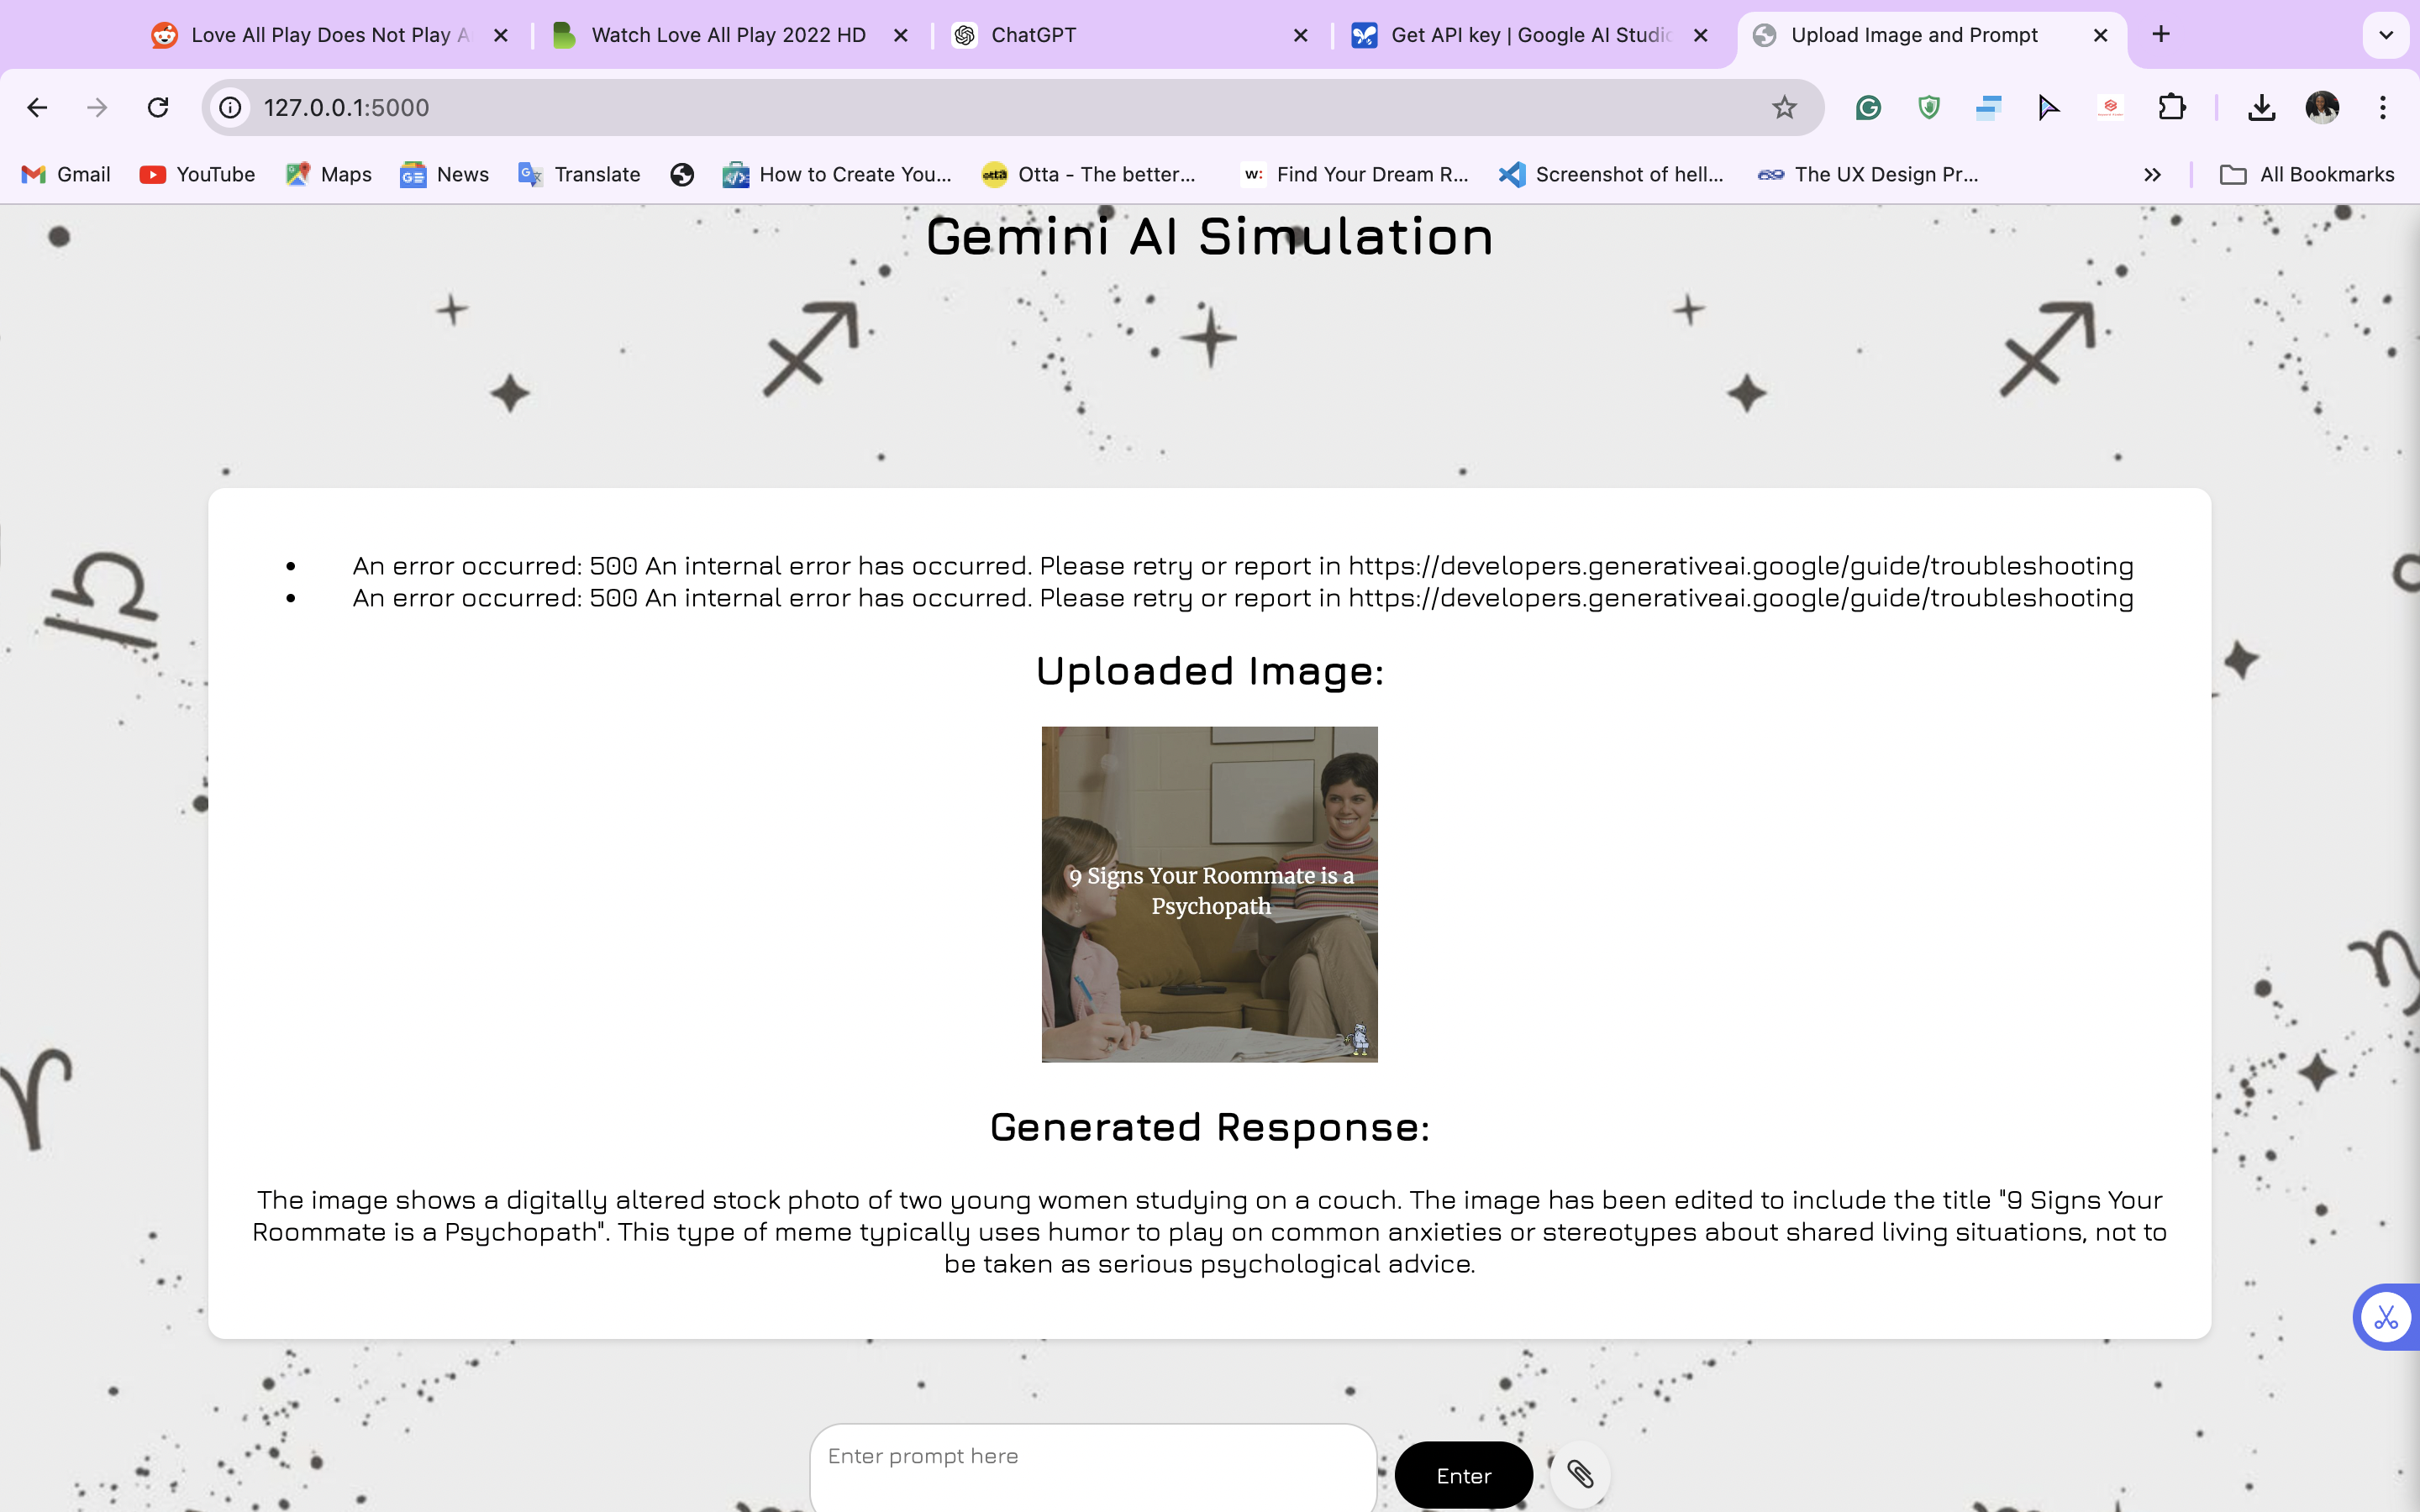 Love All Play Does Not Play A
Watch Love All Play 2022 HD
ChatGPT
Get API key | Google AI Studio
Upload Image and Prompt
127.0.0.1:5000
Gmail
YouTube
Maps
News
Translate
How to Create You...
Otta - The better...
w:
Find Your Dream R...
Screenshot of hell...
The UX Design Pr...
All Bookmarks
Gemini AI Simulation
An error occurred: 500 An internal error has occurred. Please retry or report in https://developers.generativeai.google/guide/troubleshooting
An error occurred: 500 An internal error has occurred. Please retry or report in https://developers.generativeai.google/guide/troubleshooting
Uploaded Image:
9 Signs Your Roommate is a
Psychopath
Generated Response:
The image shows a digitally altered stock photo of two young women studying on a couch. The image has been edited to include the title "9 Signs Your
Roommate is a Psychopath". This type of meme typically uses humor to play on common anxieties or stereotypes about shared living situations, not to
be taken as serious psychological advice.
Enter prompt here
Enter